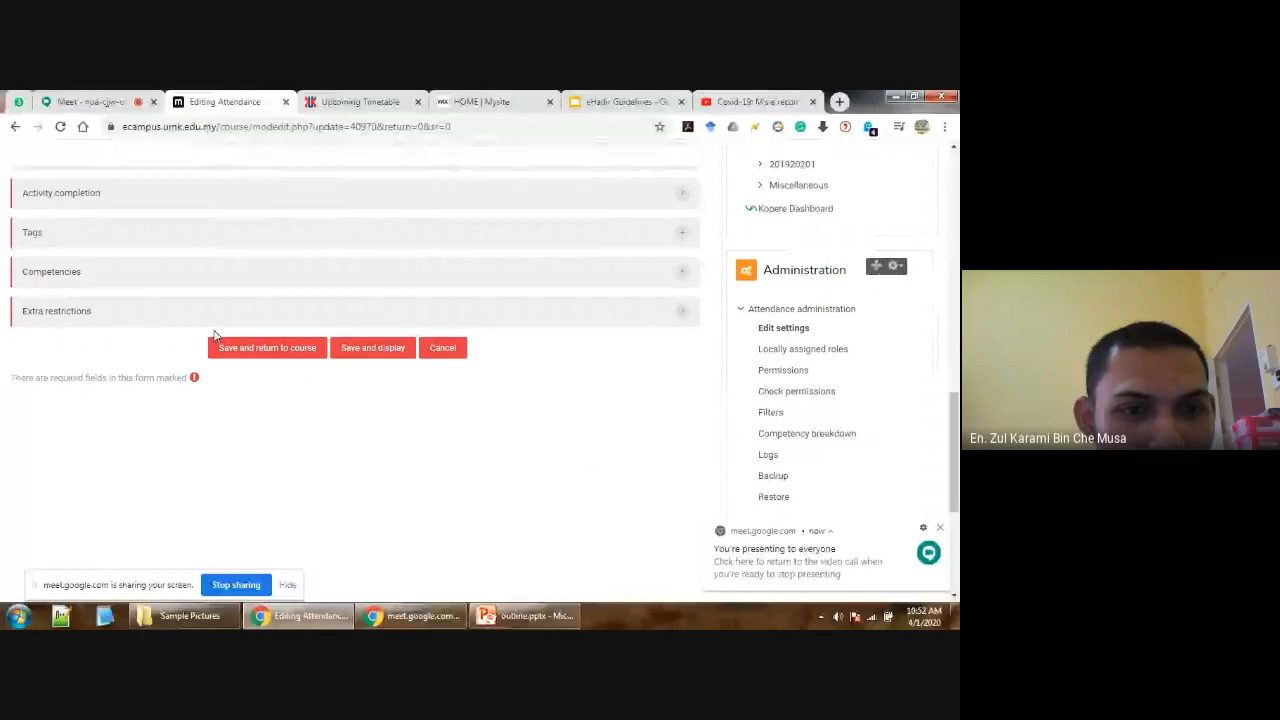 Editing Attendance
Upcoming Timetable
WIX HOME | Mysite
eHadir Guidelines - Go
ecampus.umk.edu.my/course/modedit.php?update=40970&return=0&sr=0
4
201920201
Activity completion
Miscellaneous
Kopere Dashboard
Tags
Competencies
Administration
Extra restrictions
Attendance administration
Edit settings
Save and return to course
Save and display
Cancel
Locally assigned roles
There are required fields in this form marked
Permissions
Check permissions
Filters
Competency breakdown
En. Zul Karami Bin Che Musa
Logs
Backup
Restore
meet.google.com • now
You're presenting to everyone
Click here to return to the video call when
you're ready to stop presenting
meet.google.com is sharing your screen.
Stop sharing
Hide
Sample Pictures
Editing Attendanc...
meet.google.com...
outline.pptx - Mic...
10:52 AM
4/1/2020